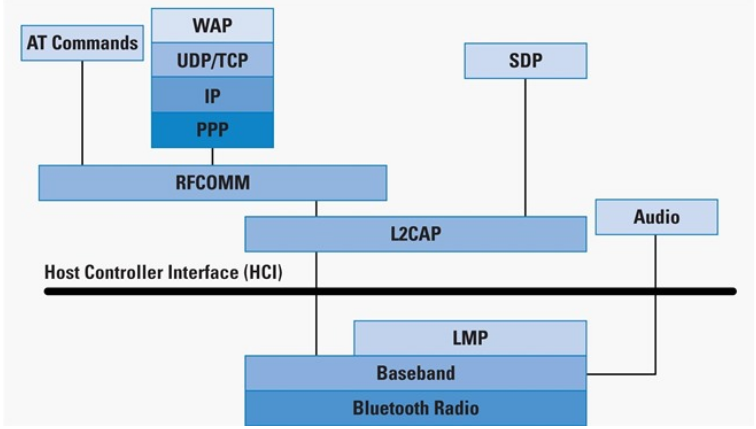 WAP
AT Commands
UDP/TCP
SDP
IP
PPP
RFCOMM
Audio
L2CAP
Host Controller Interface (HCI)
LMP
Baseband
Bluetooth Radio